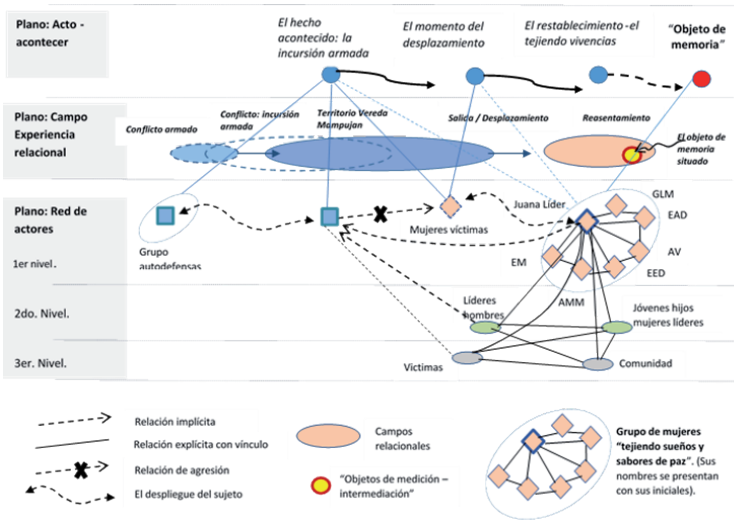 Plano: Acto -
acontecer
El hecho
acontecido: la
incursión armada
El momento del
desplazamiento
El restablecimiento - el
tejiendo vivencias
“Objeto de
memoria”
Plano: Campo
Experiencia
relacional
Conflicto armado
Conflicto: incursión
armada
Territorio Vereda
Mampujan
Salida / Desplazamiento
Reasentamiento
El objeto de
memoria
situado
Plano: Red de
actores
1er nivel.
2do. Nivel.
3er. Nivel.
Grupo
autodefensas
Mujeres víctimas
Juana Líder
GLM
EAD
AV
EED
AMM
EM
Líderes
hombres
Jóvenes hijos
mujeres líderes
Victimas
Comunidad
Relación implícita
Relación explícita con vínculo
Relación de agresión
El despliegue del sujeto
Campos
relacionales
“Objetos de medición –
intermediación”
Grupo de mujeres
“tejiendo sueños y
sabores de paz”. (Sus
nombres se presentan
con sus iniciales).